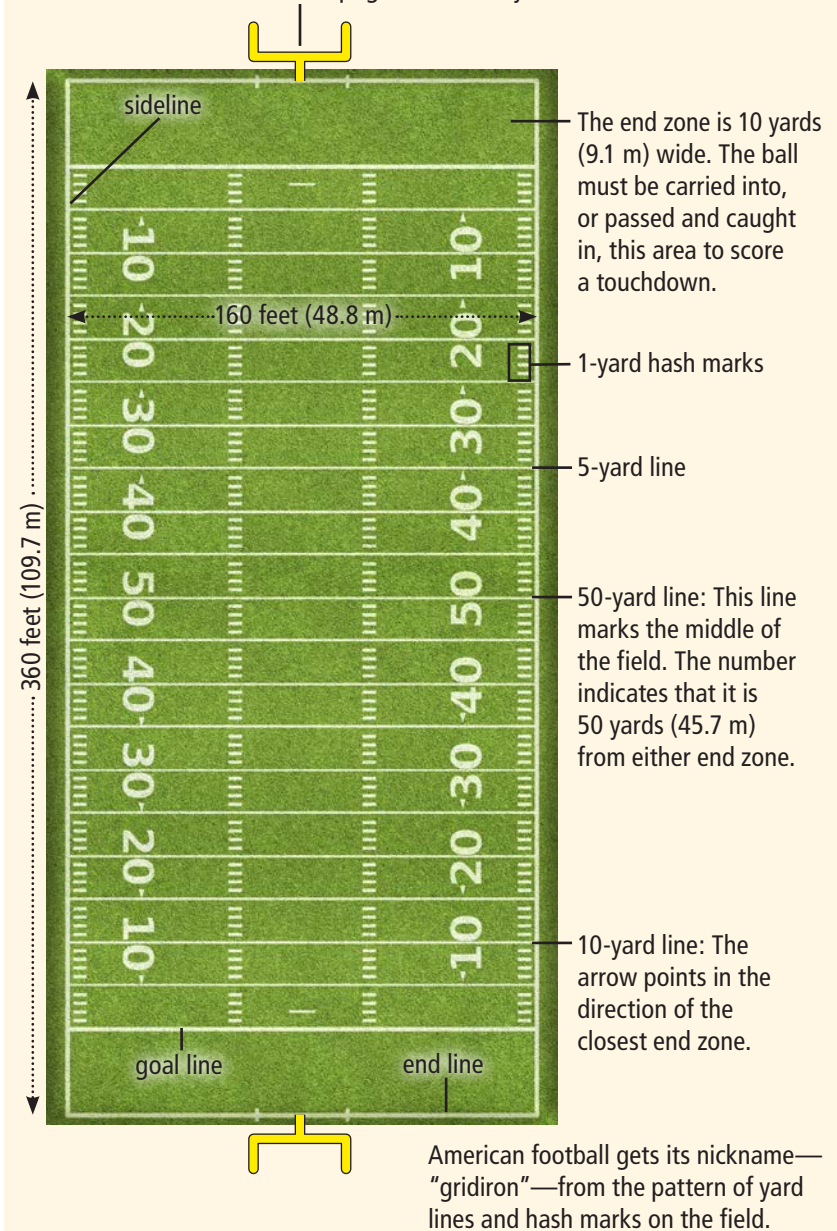 sideline
The end zone is 10 yards
(9.1 m) wide. The ball
must be carried into,
or passed and caught
in, this area to score
a touchdown.
10
10
160 feet (48.8 m)
20
20
1-yard hash marks
30
30
5-yard line
40
40
360 feet (109.7 m)
50
50
50-yard line: This line
marks the middle of
the field. The number
indicates that it is
50 yards (45.7 m)
from either end zone.
40
40
30
30
20
20
10
10
10-yard line: The
arrow points in the
direction of the
closest end zone.
goal line
end line
American football gets its nickname—
"gridiron"—from the pattern of yard
lines and hash marks on the field.